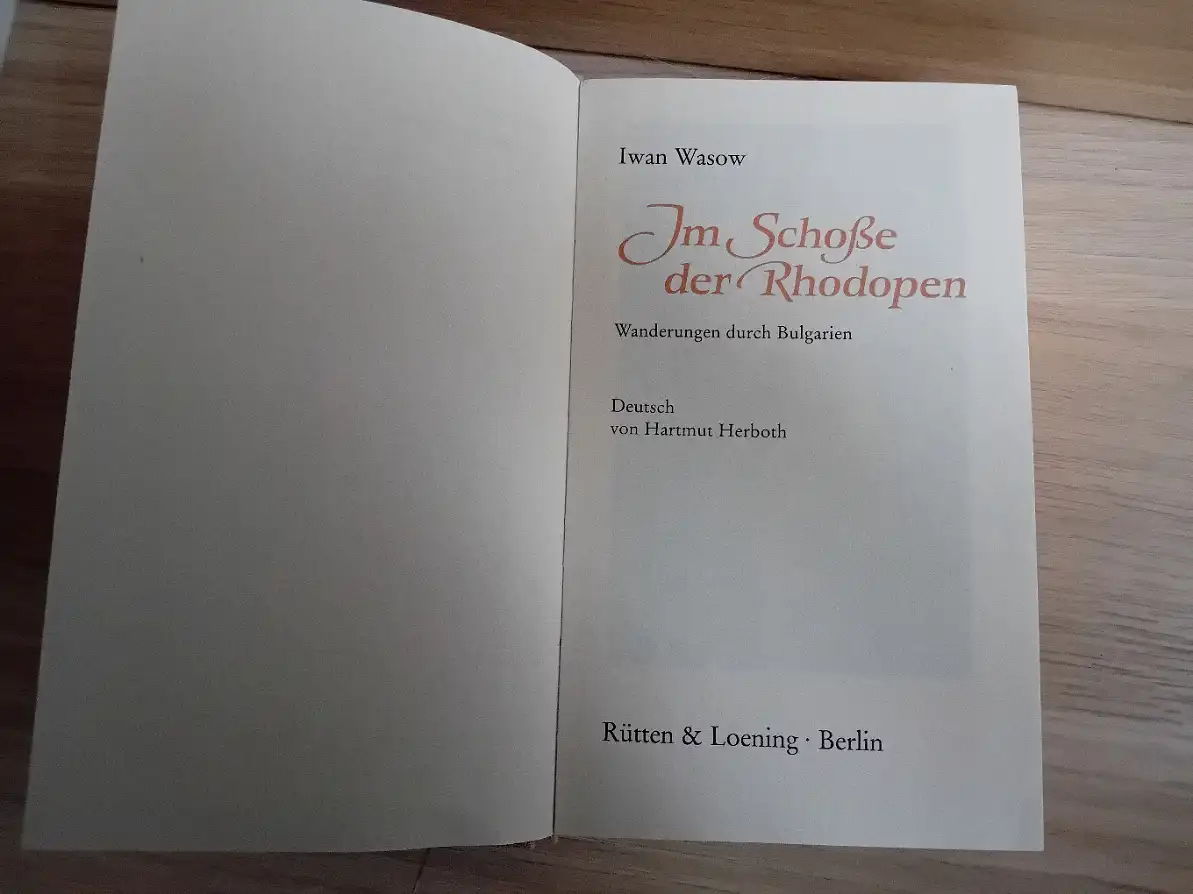 Iwan Wasow
Im Schoße
der Rhodopen
Wanderungen durch Bulgarien
Deutsch
von Hartmut Herboth
Rütten & Loening · Berlin